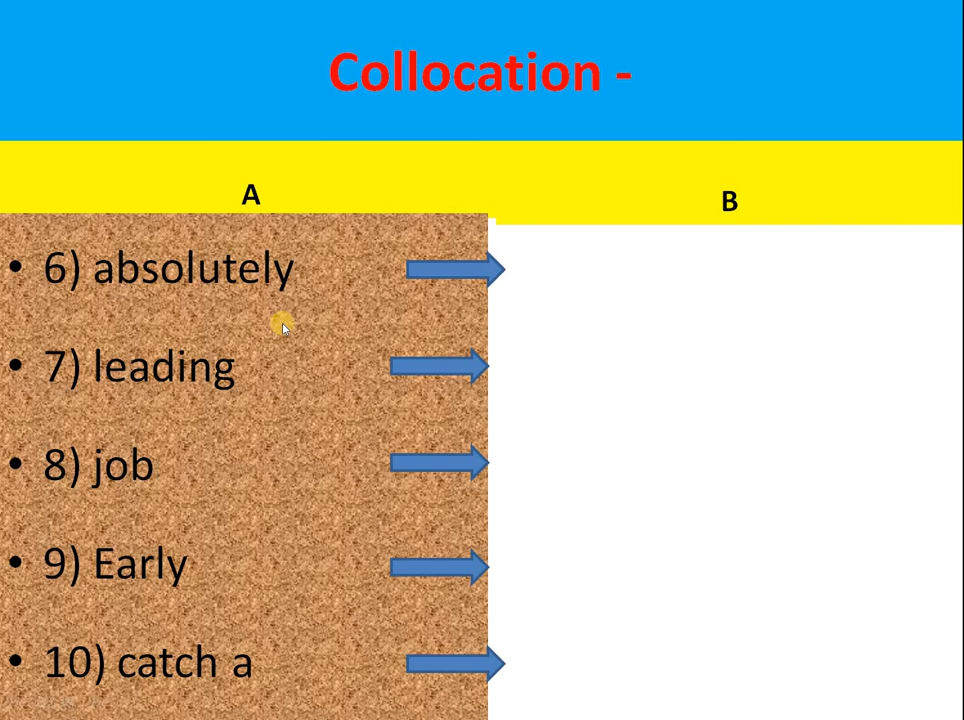 Collocation -
A
B
• 6) absolutely
• 7) leading
• 8) job
• 9) Early
• 10) catch a